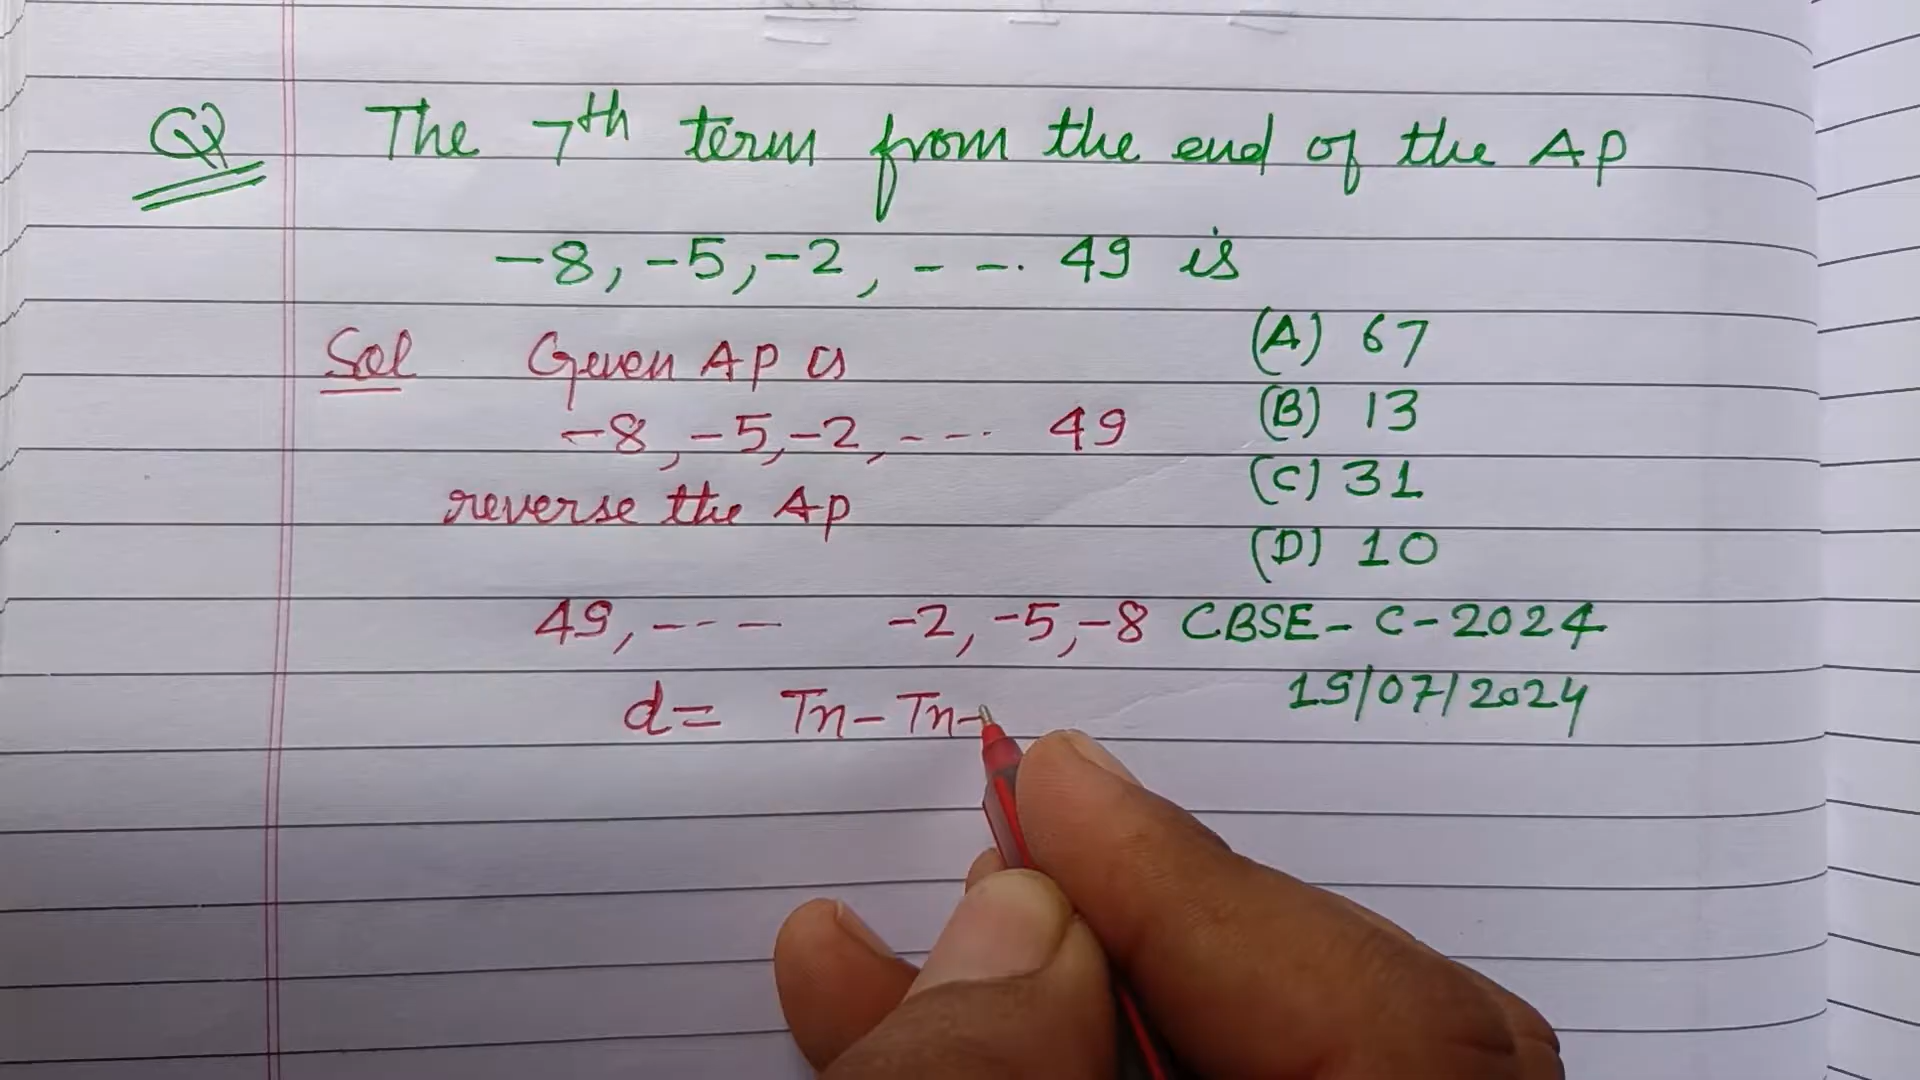 Q The 7th term from the end of the AP
-8, -5, -2, - -. 49 is
Sol Given AP is
-8, -5, -2, - --- 49
reverse the Ap
49, --- - -2, -5, -8
d = Tn - Tn-
(A) 67
(B) 13
(C) 31
(D) 10
CBSE - C - 2024
19/07/2024